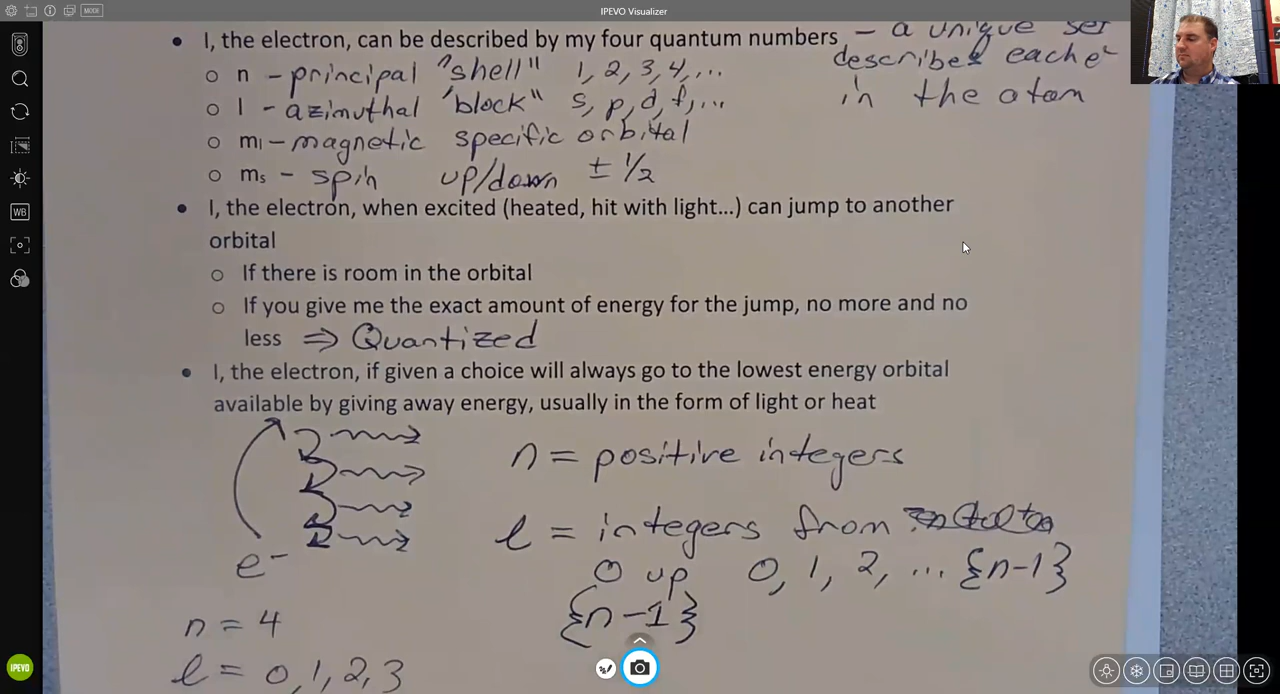 IPEVO Visualizer
MODE
• I, the electron, can be described by my four quantum numbers – a unique set
describes each e-
in the atom
o n - principal "shell" 1, 2, 3, 4, ...
o l - azimuthal "block" s, p, d, f, ...
o ml - magnetic specific orbital
o ms - spin up/down ± 1/2
WB
• I, the electron, when excited (heated, hit with light...) can jump to another
orbital
o If there is room in the orbital
o If you give me the exact amount of energy for the jump, no more and no
less ⇒ Quantized
• I, the electron, if given a choice will always go to the lowest energy orbital
available by giving away energy, usually in the form of light or heat
n = positive integers
l = integers from
0 up 0, 1, 2, ... {n-1}
{n-1}
e-
n = 4
l = 0, 1, 2, 3
IPEVO